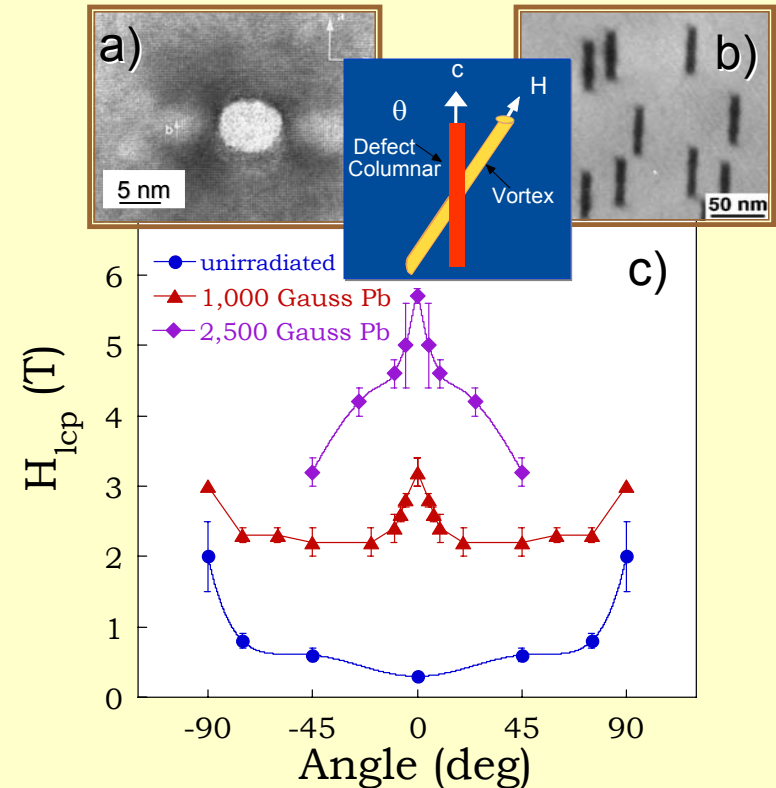 a)
a
b
5 nm
b)
50 nm
c
H
θ
Defect
Columnar
Vortex
c)
unirradiated
1,000 Gauss Pb
2,500 Gauss Pb
H_lcp (T)
6
5
4
3
2
1
0
-90 -45 0 45 90
Angle (deg)